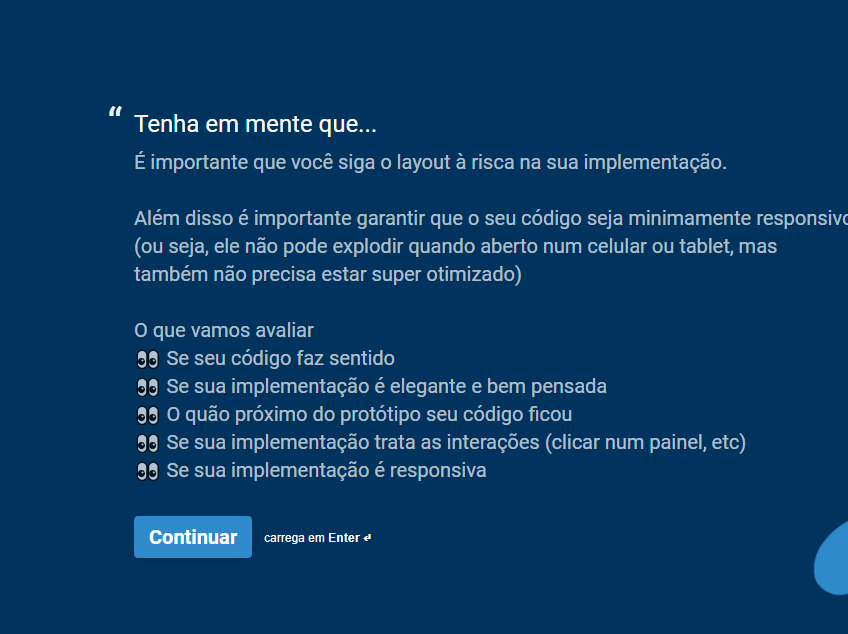 “ Tenha em mente que...
É importante que você siga o layout à risca na sua implementação.
Além disso é importante garantir que o seu código seja minimamente responsivo
(ou seja, ele não pode explodir quando aberto num celular ou tablet, mas
também não precisa estar super otimizado)
O que vamos avaliar
👀 Se seu código faz sentido
👀 Se sua implementação é elegante e bem pensada
👀 O quão próximo do protótipo seu código ficou
👀 Se sua implementação trata as interações (clicar num painel, etc)
👀 Se sua implementação é responsiva
Continuar carrega em Enter ↵